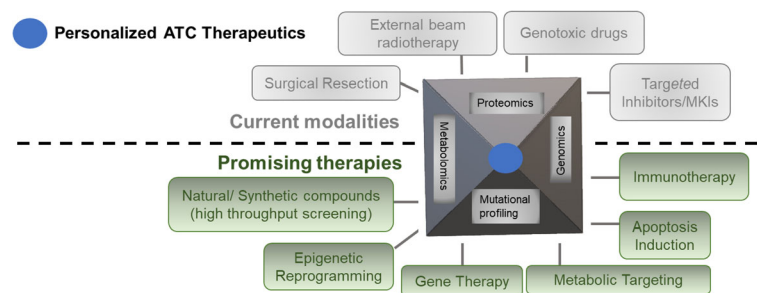 Personalized ATC Therapeutics
External beam
radiotherapy
Genotoxic drugs
Surgical Resection
Targeted
Inhibitors/MKIs
Current modalities
Proteomics
Metabolomics
Genomics
Mutational
profiling
Promising therapies
Natural/ Synthetic compounds
(high throughput screening)
Immunotherapy
Epigenetic
Reprogramming
Apoptosis
Induction
Gene Therapy
Metabolic Targeting